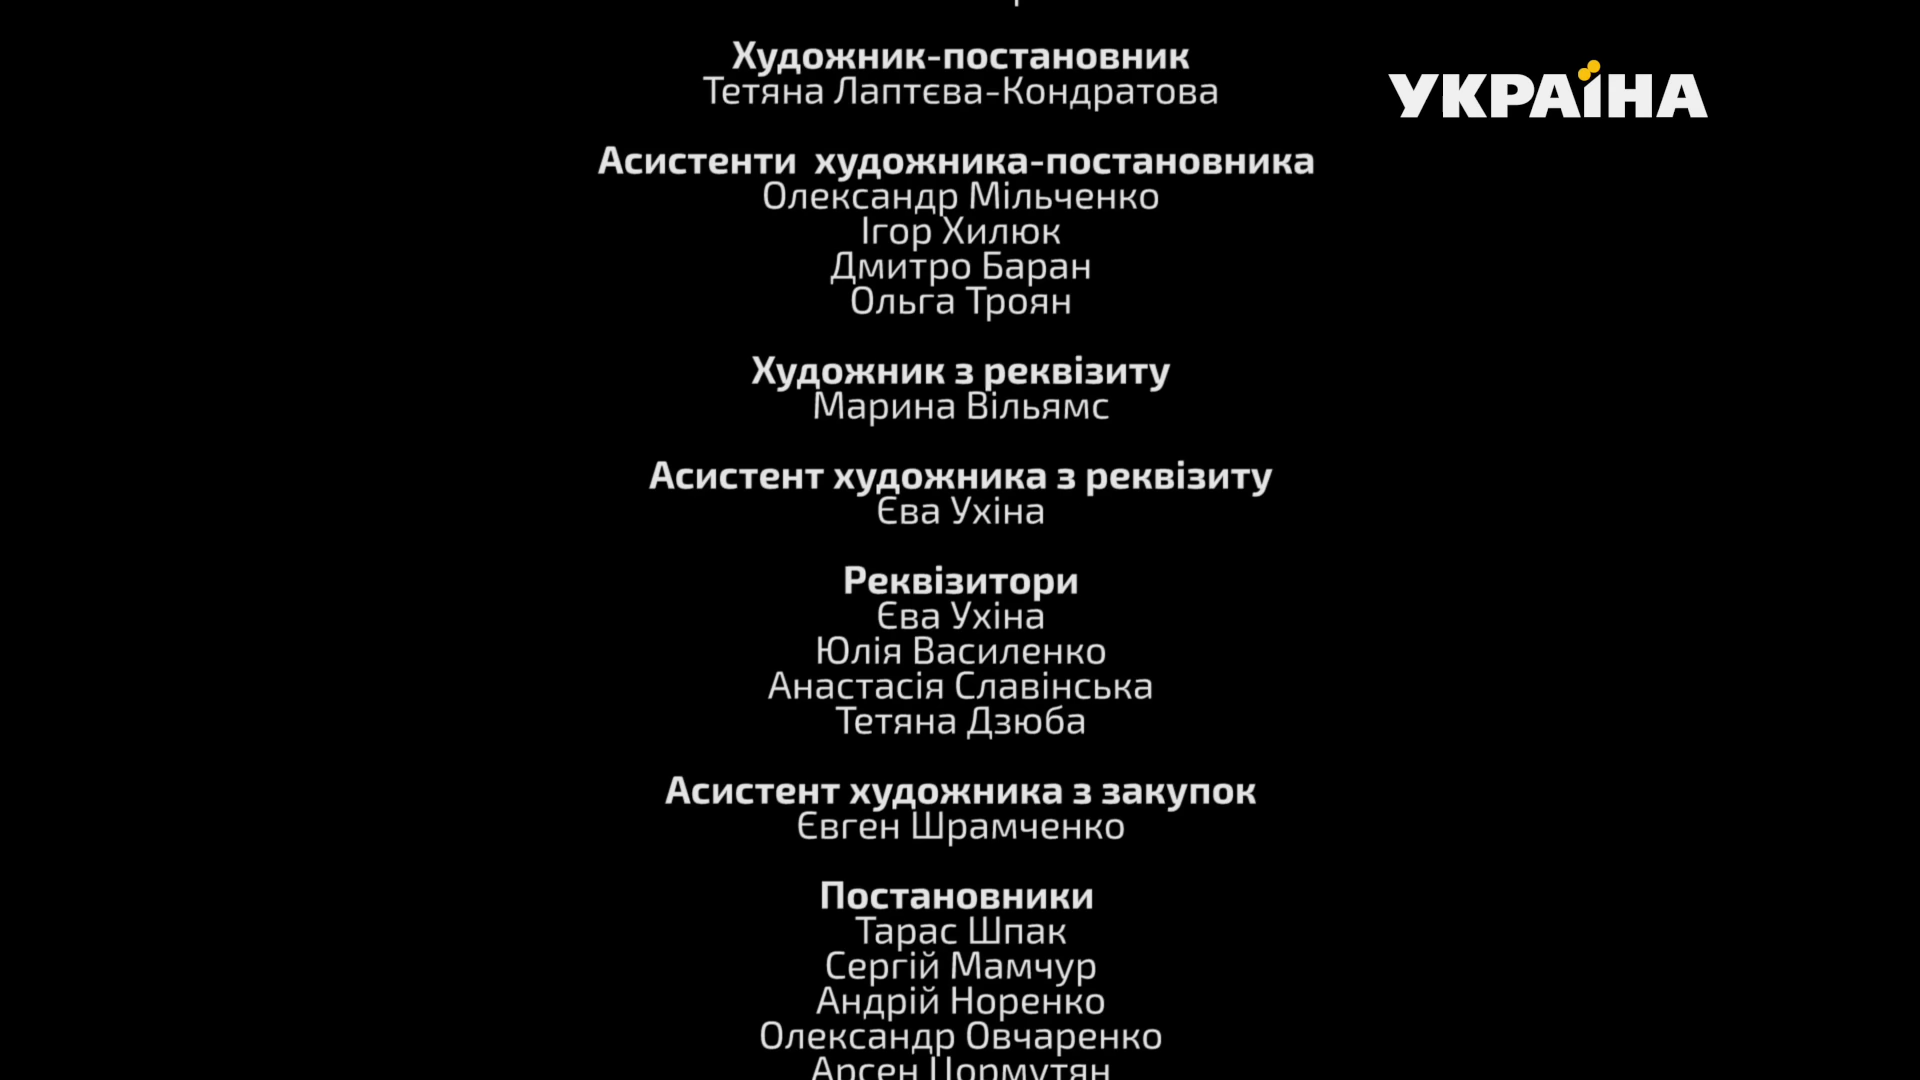 Художник-постановник
Тетяна Лаптєва-Кондратова
УКРАЇНА
Асистенти художника-постановника
Олександр Мільченко
Ігор Хилюк
Дмитро Баран
Ольга Троян
Художник з реквізиту
Марина Вільямс
Асистент художника з реквізиту
Єва Ухіна
Реквізитори
Єва Ухіна
Юлія Василенко
Анастасія Славінська
Тетяна Дзюба
Асистент художника з закупок
Євген Шрамченко
Постановники
Тарас Шпак
Сергій Мамчур
Андрій Норенко
Олександр Овчаренко
Арсен